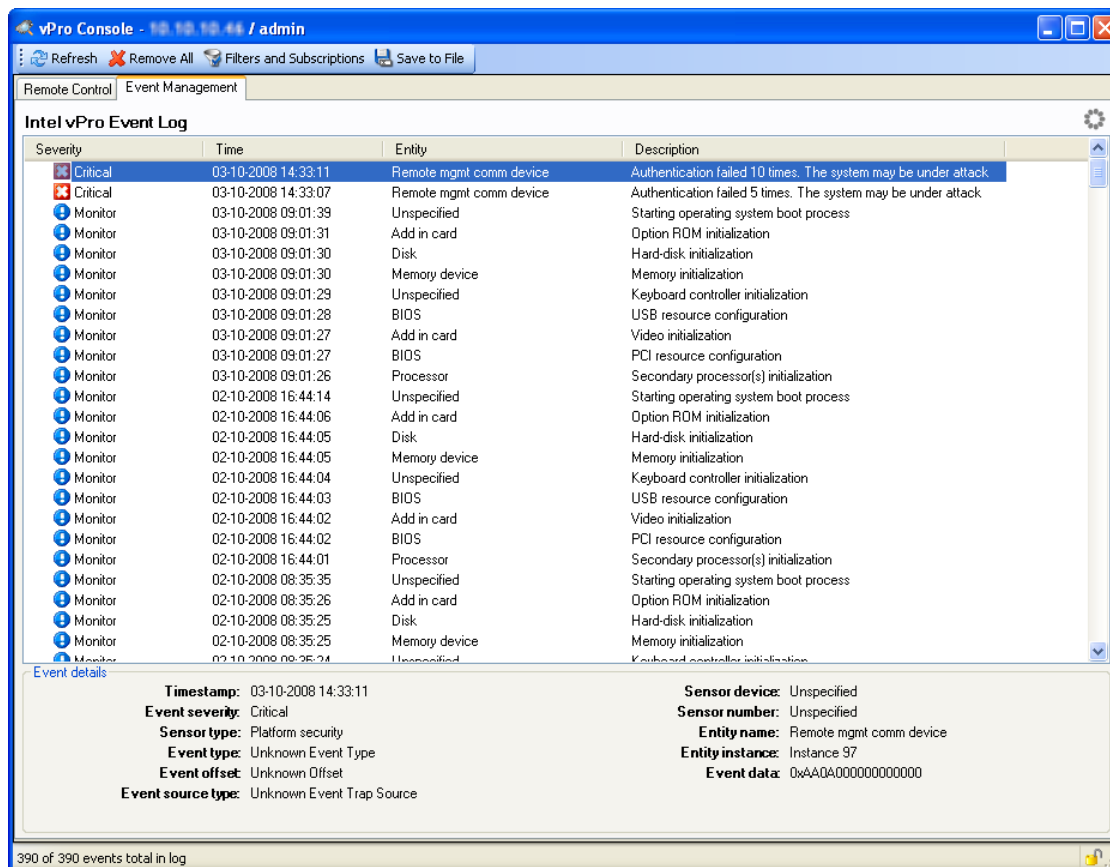 vPro Console - / admin
Refresh Remove All Filters and Subscriptions Save to File
Remote Control Event Management
Intel vPro Event Log
Severity Time Entity Description
Critical 03-10-2008 14:33:11 Remote mgmt comm device Authentication failed 10 times. The system may be under attack
Critical 03-10-2008 14:33:07 Remote mgmt comm device Authentication failed 5 times. The system may be under attack
Monitor 03-10-2008 09:01:39 Unspecified Starting operating system boot process
Monitor 03-10-2008 09:01:31 Add in card Option ROM initialization
Monitor 03-10-2008 09:01:30 Disk Hard-disk initialization
Monitor 03-10-2008 09:01:30 Memory device Memory initialization
Monitor 03-10-2008 09:01:29 Unspecified Keyboard controller initialization
Monitor 03-10-2008 09:01:28 BIOS USB resource configuration
Monitor 03-10-2008 09:01:27 Add in card Video initialization
Monitor 03-10-2008 09:01:27 BIOS PCI resource configuration
Monitor 03-10-2008 09:01:26 Processor Secondary processor(s) initialization
Monitor 02-10-2008 16:44:14 Unspecified Starting operating system boot process
Monitor 02-10-2008 16:44:06 Add in card Option ROM initialization
Monitor 02-10-2008 16:44:05 Disk Hard-disk initialization
Monitor 02-10-2008 16:44:05 Memory device Memory initialization
Monitor 02-10-2008 16:44:04 Unspecified Keyboard controller initialization
Monitor 02-10-2008 16:44:03 BIOS USB resource configuration
Monitor 02-10-2008 16:44:02 Add in card Video initialization
Monitor 02-10-2008 16:44:02 BIOS PCI resource configuration
Monitor 02-10-2008 16:44:01 Processor Secondary processor(s) initialization
Monitor 02-10-2008 08:35:35 Unspecified Starting operating system boot process
Monitor 02-10-2008 08:35:26 Add in card Option ROM initialization
Monitor 02-10-2008 08:35:25 Disk Hard-disk initialization
Monitor 02-10-2008 08:35:25 Memory device Memory initialization
Monitor 02-10-2008 08:35:24 Unspecified Keyboard controller initialization
Event details
Timestamp: 03-10-2008 14:33:11 Sensor device: Unspecified
Event severity: Critical Sensor number: Unspecified
Sensor type: Platform security Entity name: Remote mgmt comm device
Event type: Unknown Event Type Entity instance: Instance 97
Event offset: Unknown Offset Event data: 0xAA0A000000000000
Event source type: Unknown Event Trap Source
390 of 390 events total in log